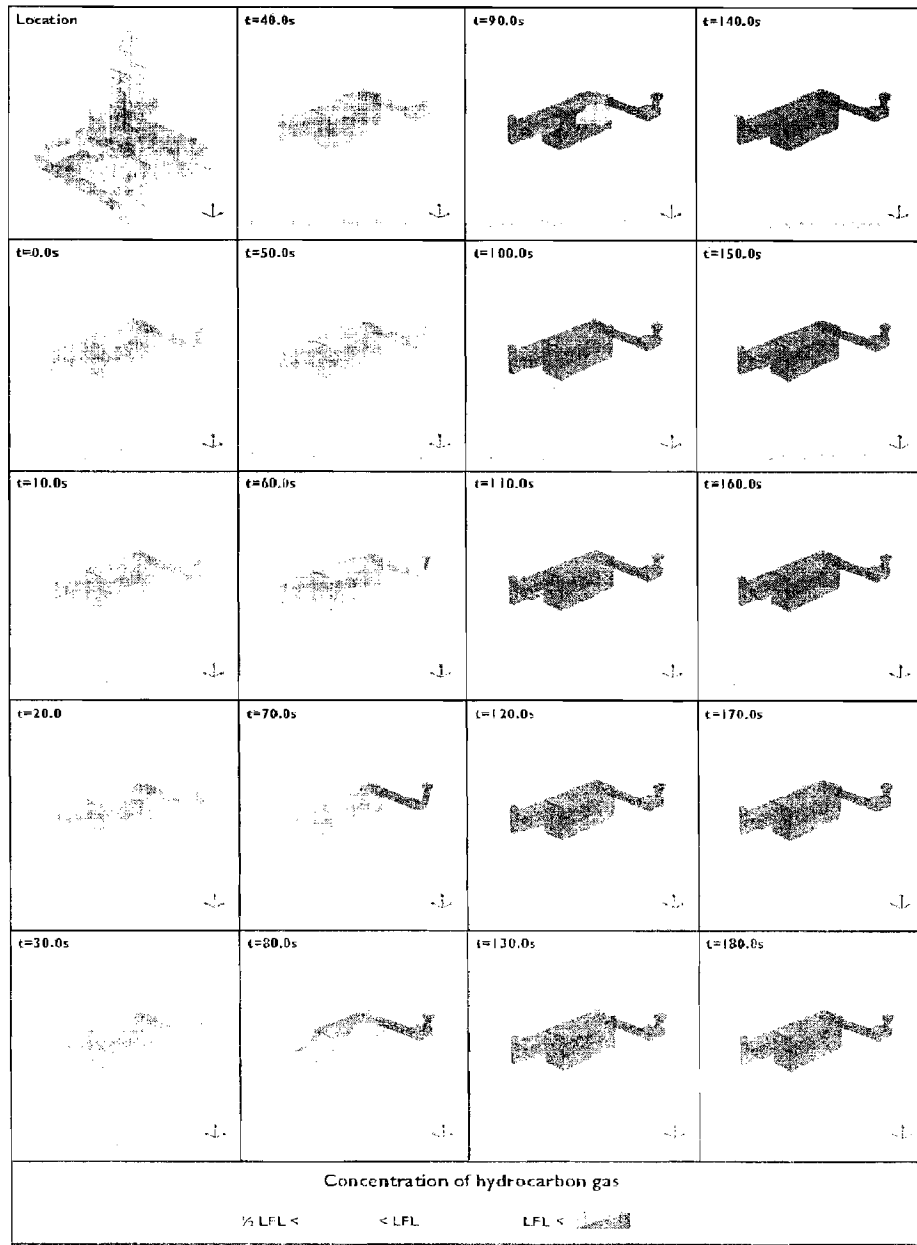 Location t=40.0s t=90.0s t=140.0s
t=0.0s t=50.0s t=100.0s t=150.0s
t=10.0s t=60.0s t=110.0s t=160.0s
t=20.0 t=70.0s t=120.0s t=170.0s
t=30.0s t=80.0s t=130.0s t=180.0s
Concentration of hydrocarbon gas
½ LFL < < LFL LFL <